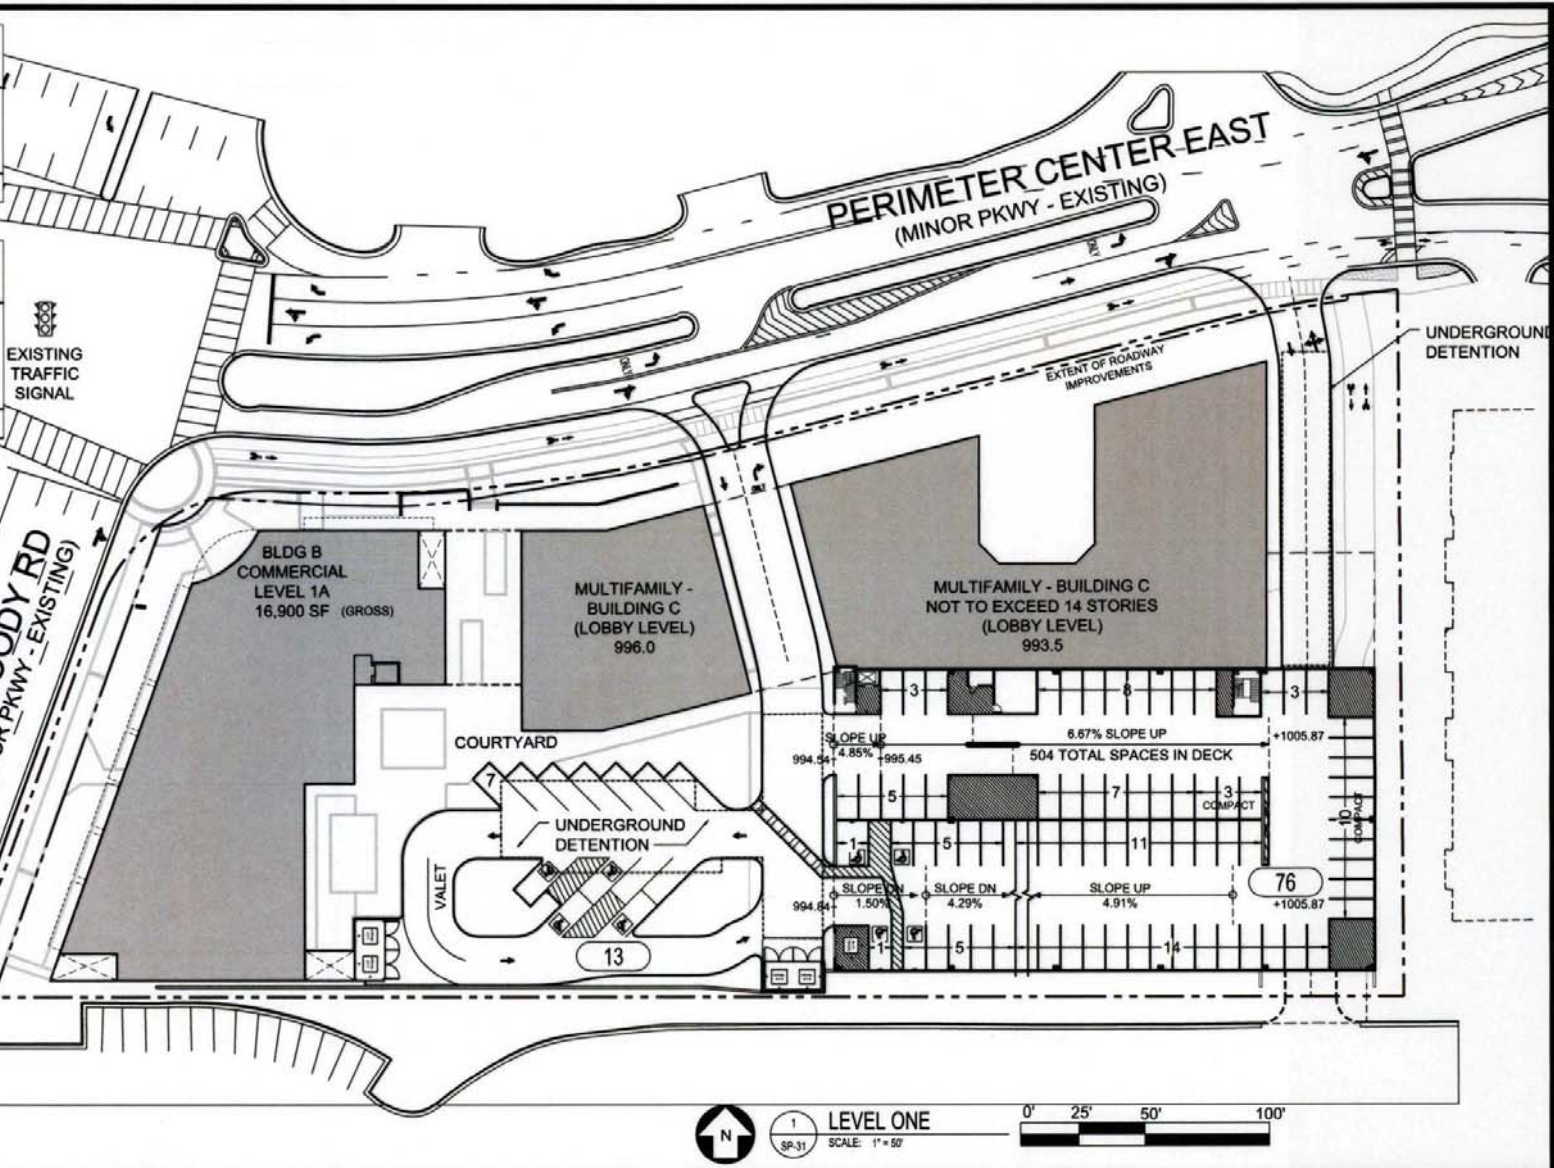 PERIMETER CENTER EAST
(MINOR PKWY - EXISTING)
ONLY
ONLY
ONLY
EXISTING
TRAFFIC
SIGNAL
UNDERGROUND
DETENTION
EXTENT OF ROADWAY
IMPROVEMENTS
ODY RD
PKWY - EXISTING)
BLDG B
COMMERCIAL
LEVEL 1A
16,900 SF (GROSS)
MULTIFAMILY -
BUILDING C
(LOBBY LEVEL)
996.0
MULTIFAMILY - BUILDING C
NOT TO EXCEED 14 STORIES
(LOBBY LEVEL)
993.5
3
8
3
COURTYARD
SLOPE UP
4.85%
994.54
995.45
6.67% SLOPE UP
504 TOTAL SPACES IN DECK
+1005.87
7
5
7
3
COMPACT
10
COMPACT
UNDERGROUND
DETENTION
VALET
1
5
11
SLOPE DN
1.50%
994.84
SLOPE DN
4.29%
SLOPE UP
4.91%
76
+1005.87
13
1
5
14
N
1
SP-31
LEVEL ONE
SCALE: 1" = 50'
0' 25' 50' 100'